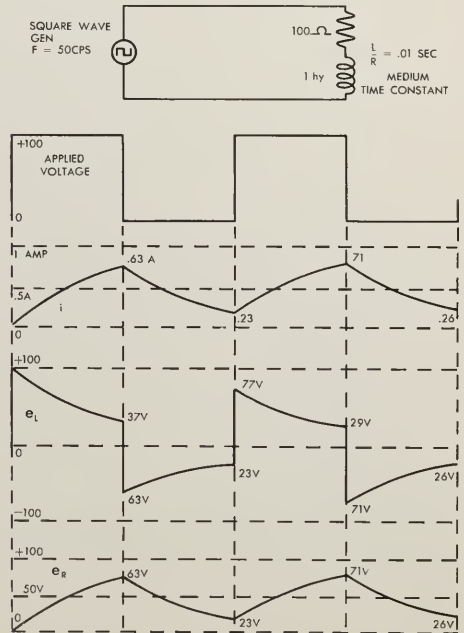 SQUARE WAVE
GEN
F = 50CPS
100Ω
1 hy
L
R
= .01 SEC
MEDIUM
TIME CONSTANT
+100
APPLIED
VOLTAGE
0
1 AMP
.63 A
.71
.5A
i
.23
.26
0
+100
eL
37V
77V
29V
0
63V
23V
71V
26V
-100
+100
eR
63V
71V
50V
23V
26V
0